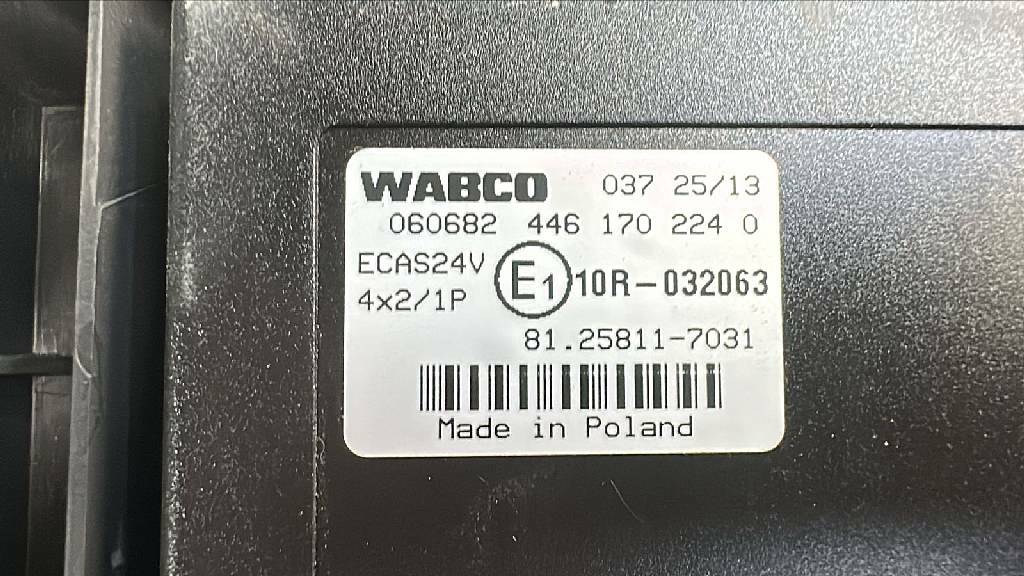 WABCO 037 25/13
060682 446 170 224 0
ECAS24V E1 10R-032063
4x2/1P
81.25811-7031
Made in Poland